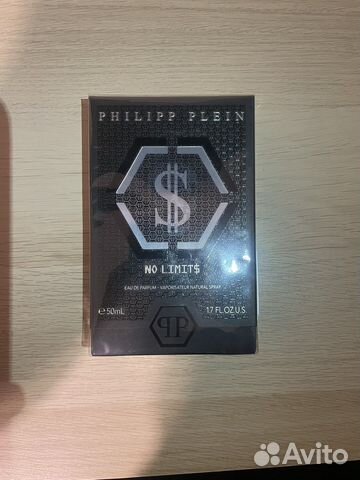 PHILIPP PLEIN
$
NO LIMIT$
EAU DE PARFUM - VAPORISATEUR NATURAL SPRAY
PP
℮ 50mL 1.7 FL.OZ.U.S
Avito